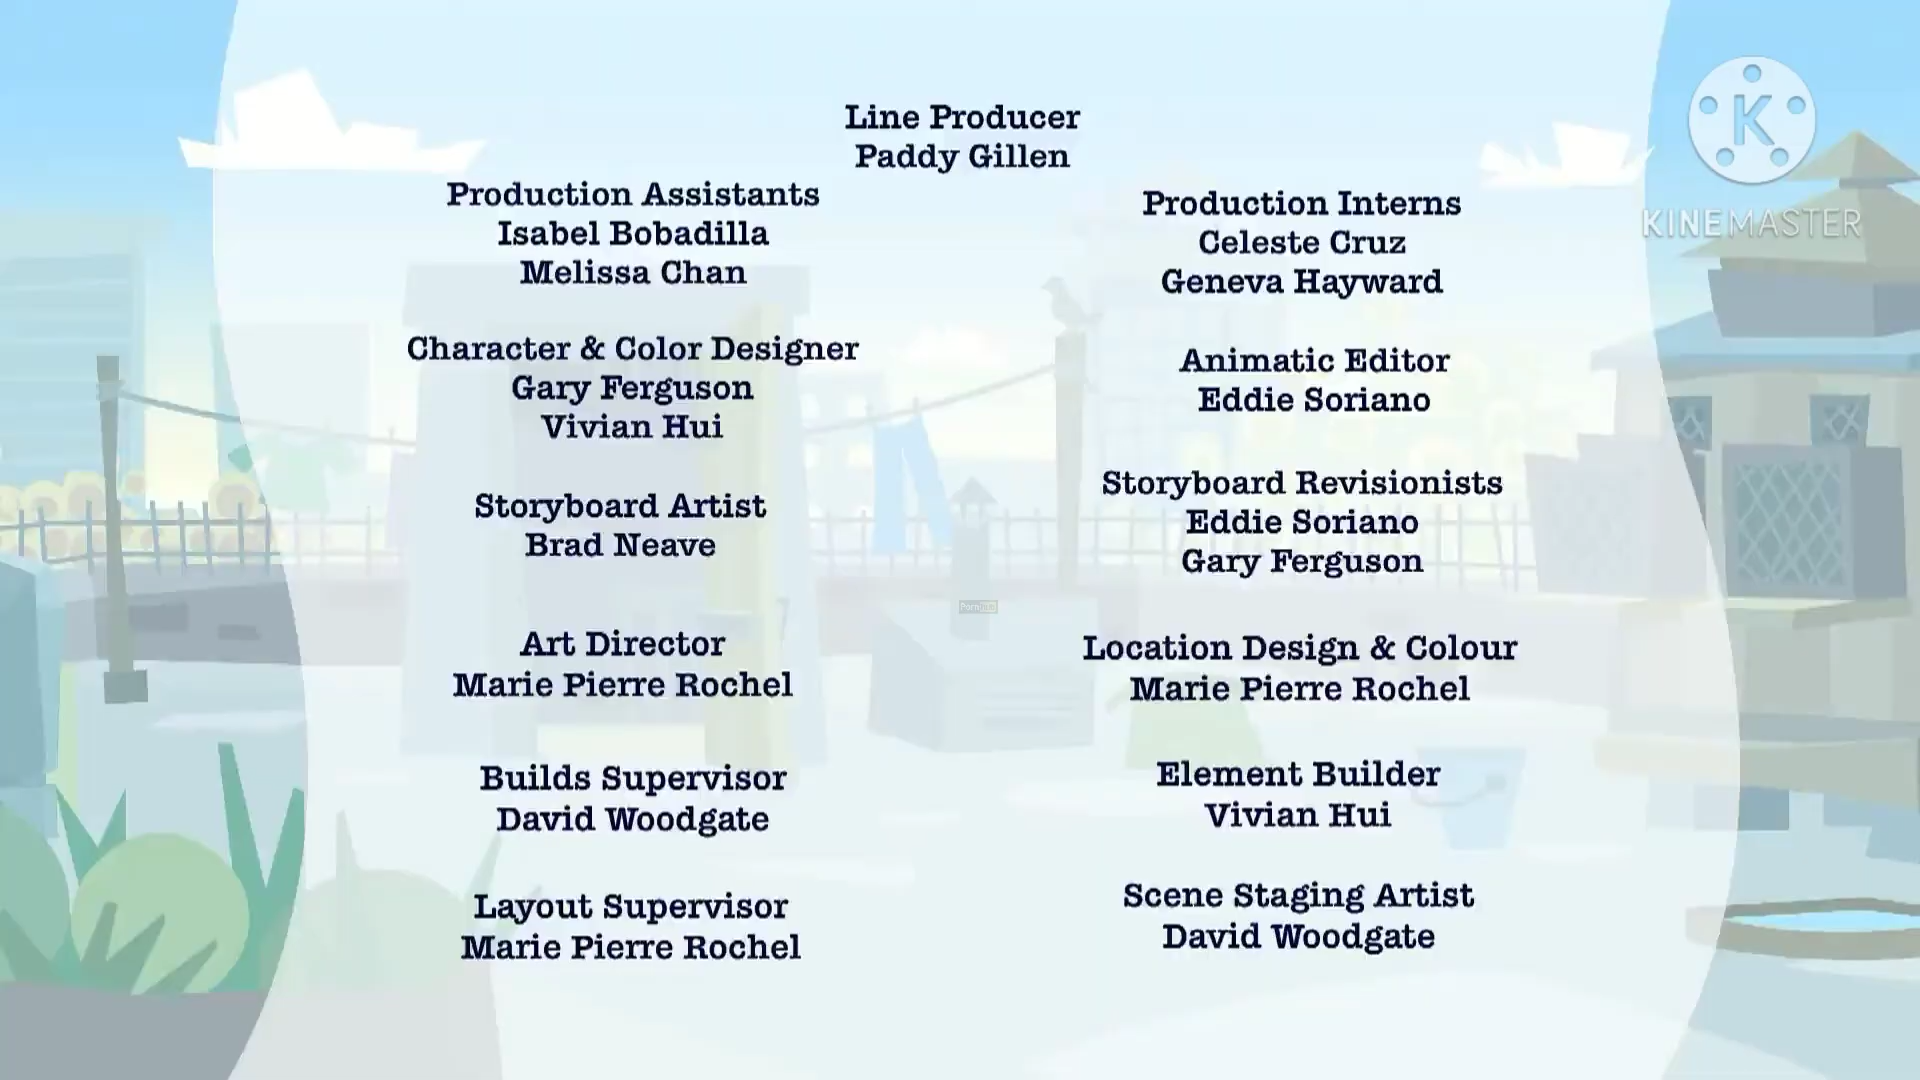 Line Producer
Paddy Gillen
Production Assistants
Isabel Bobadilla
Melissa Chan
Character & Color Designer
Gary Ferguson
Vivian Hui
Storyboard Artist
Brad Neave
Art Director
Marie Pierre Rochel
Builds Supervisor
David Woodgate
Layout Supervisor
Marie Pierre Rochel
Production Interns
Celeste Cruz
Geneva Hayward
Animatic Editor
Eddie Soriano
Storyboard Revisionists
Eddie Soriano
Gary Ferguson
Location Design & Colour
Marie Pierre Rochel
Element Builder
Vivian Hui
Scene Staging Artist
David Woodgate
K
KINEMASTER